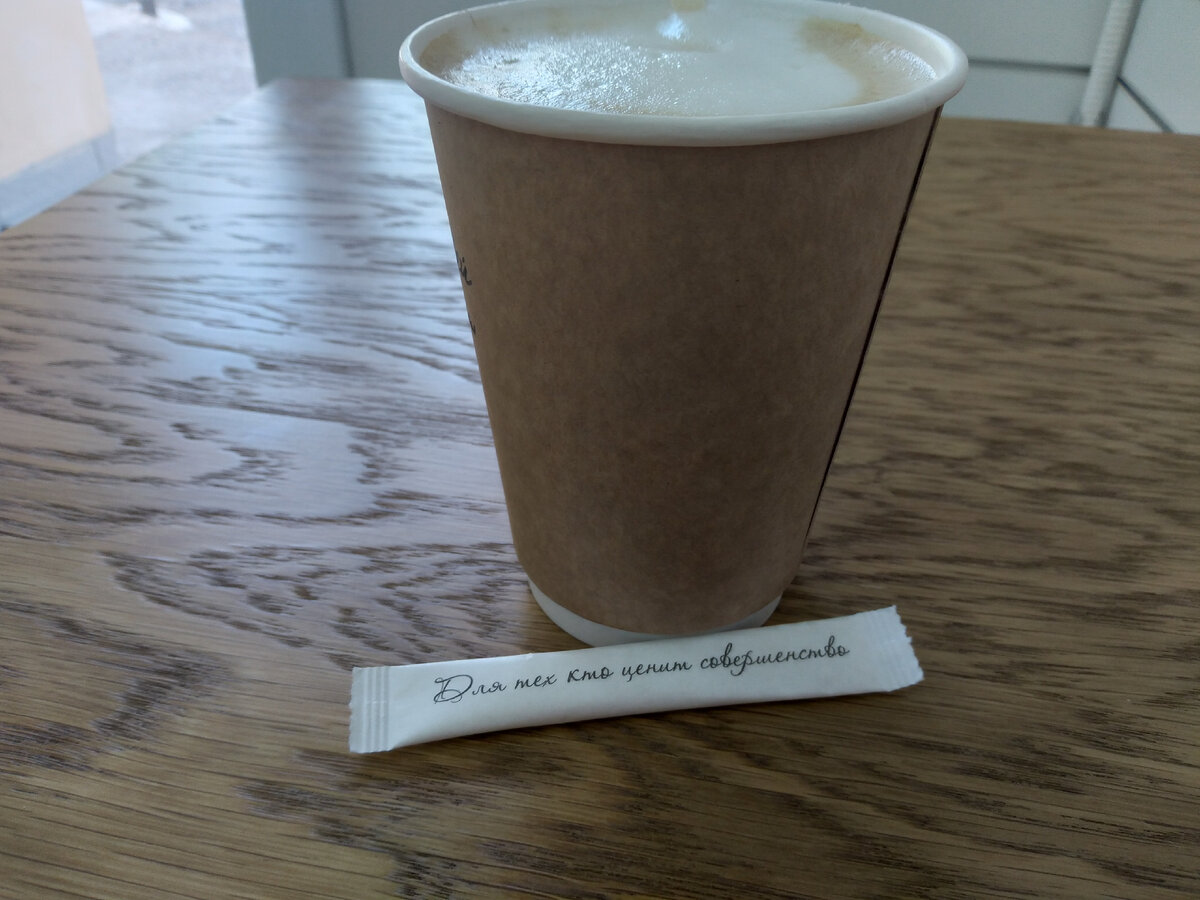 Для тех кто ценит совершенство